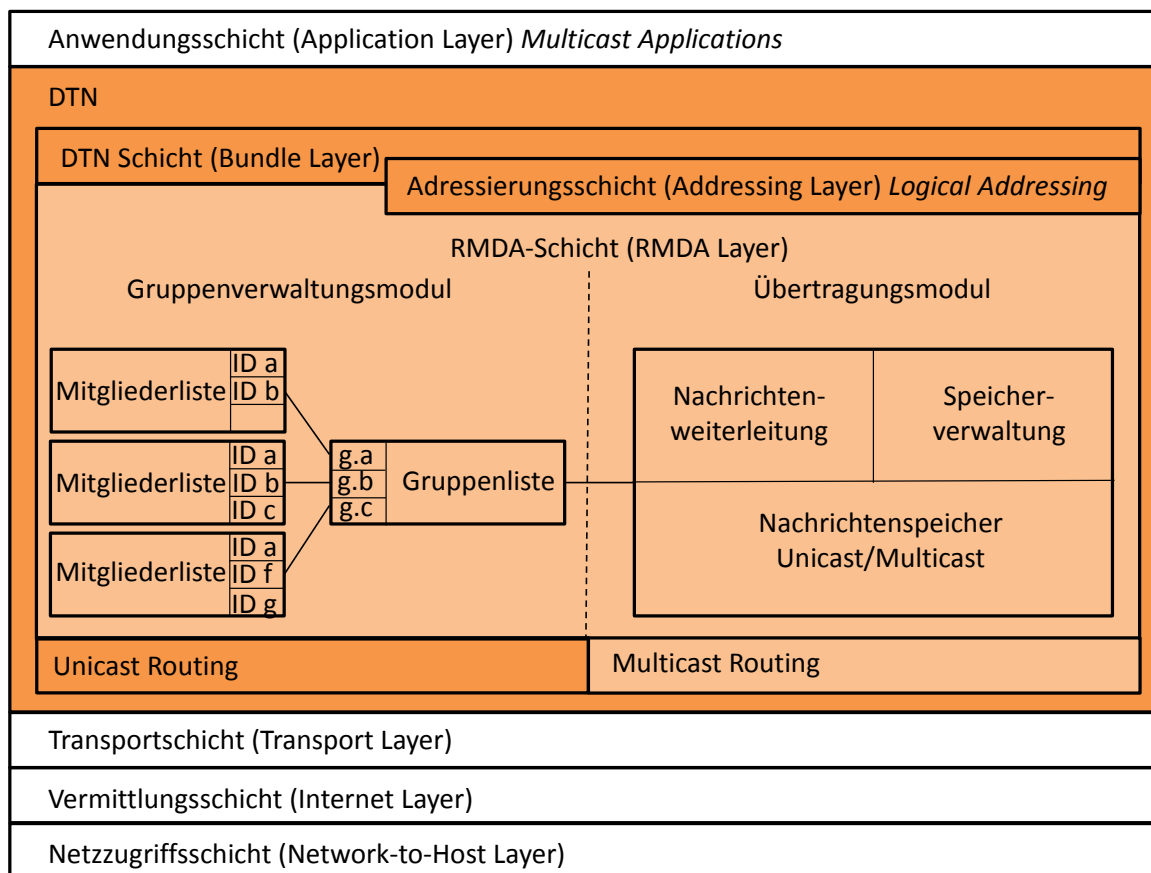 Anwendungsschicht (Application Layer) Multicast Applications
DTN
DTN Schicht (Bundle Layer)
Adressierungsschicht (Addressing Layer) Logical Addressing
RMDA-Schicht (RMDA Layer)
Gruppenverwaltungsmodul
Übertragungsmodul
Mitgliederliste
ID a
ID b
Mitgliederliste
ID a
ID b
ID c
Mitgliederliste
ID a
ID f
ID g
g.a
g.b
g.c
Gruppenliste
Nachrichten-
weiterleitung
Speicher-
verwaltung
Nachrichtenspeicher
Unicast/Multicast
Unicast Routing
Multicast Routing
Transportschicht (Transport Layer)
Vermittlungsschicht (Internet Layer)
Netzzugriffsschicht (Network-to-Host Layer)